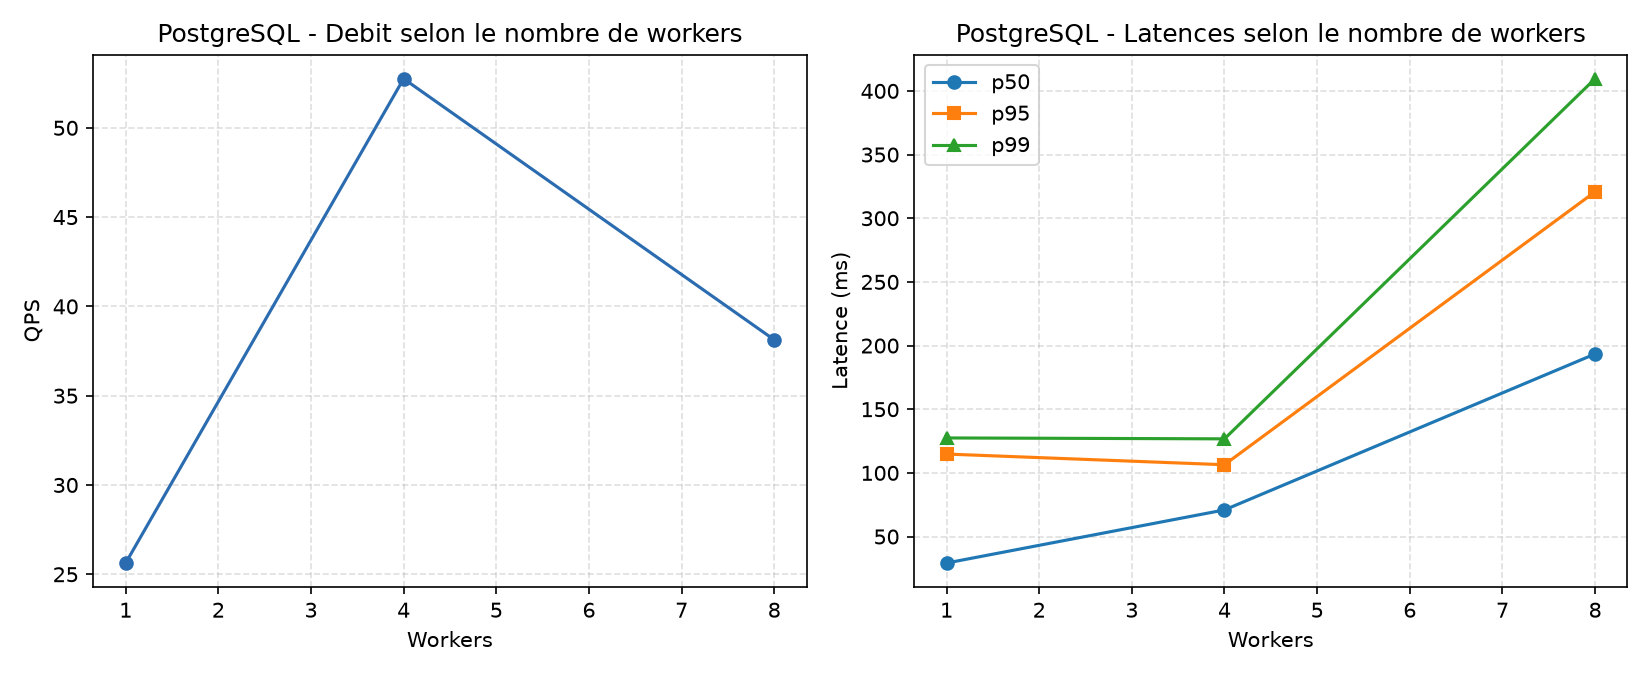 PostgreSQL - Debit selon le nombre de workers
QPS
50
45
40
35
30
25
1 2 3 4 5 6 7 8
Workers
PostgreSQL - Latences selon le nombre de workers
p50
p95
p99
Latence (ms)
400
350
300
250
200
150
100
50
1 2 3 4 5 6 7 8
Workers